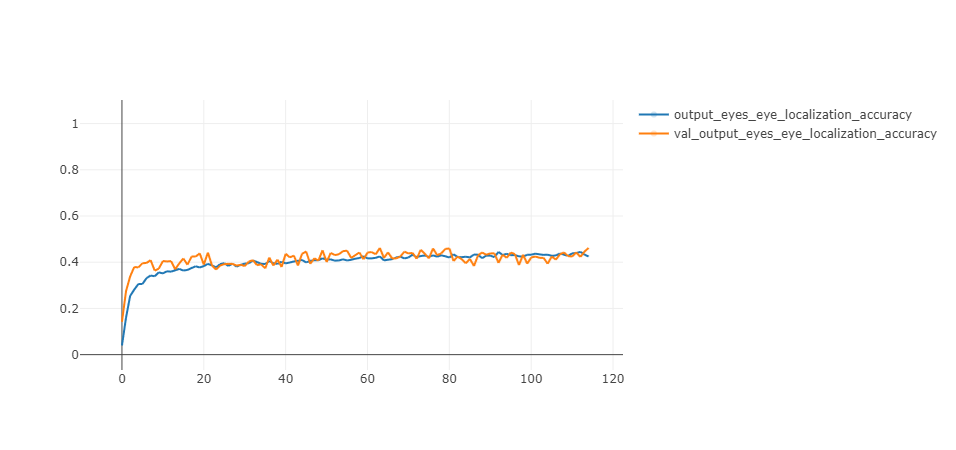 output_eyes_eye_localization_accuracy
val_output_eyes_eye_localization_accuracy
1
0.8
0.6
0.4
0.2
0
0 20 40 60 80 100 120